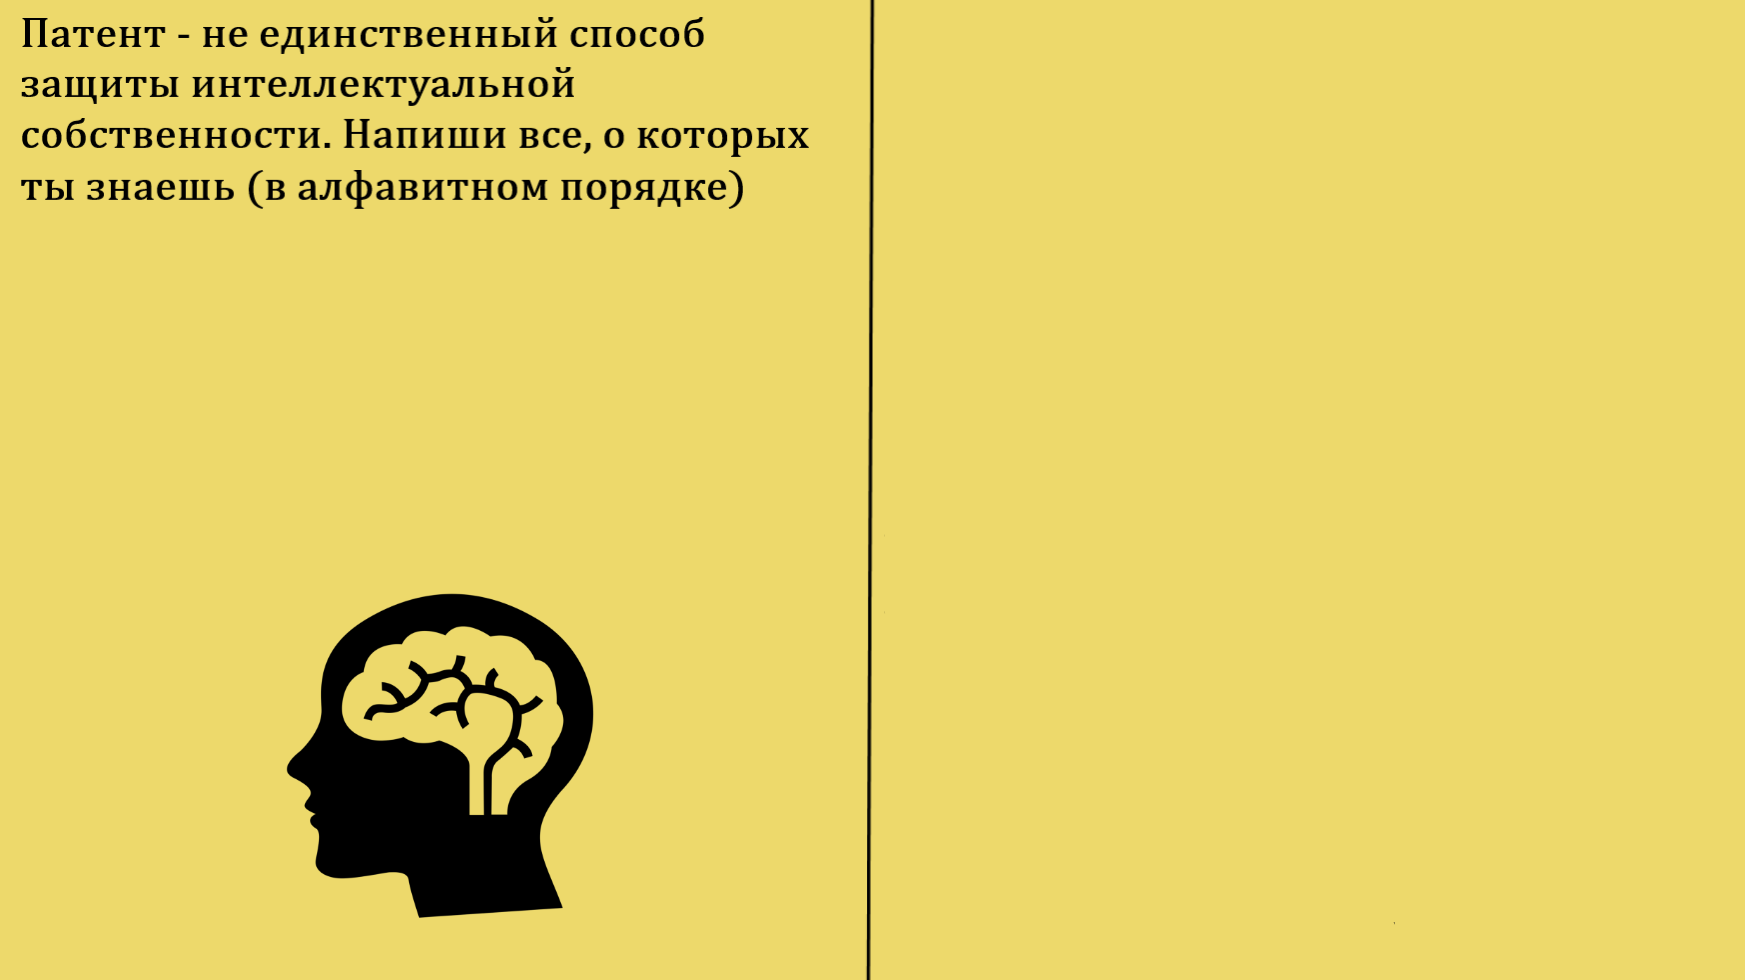 Патент - не единственный способ
защиты интеллектуальной
собственности. Напиши все, о которых
ты знаешь (в алфавитном порядке)